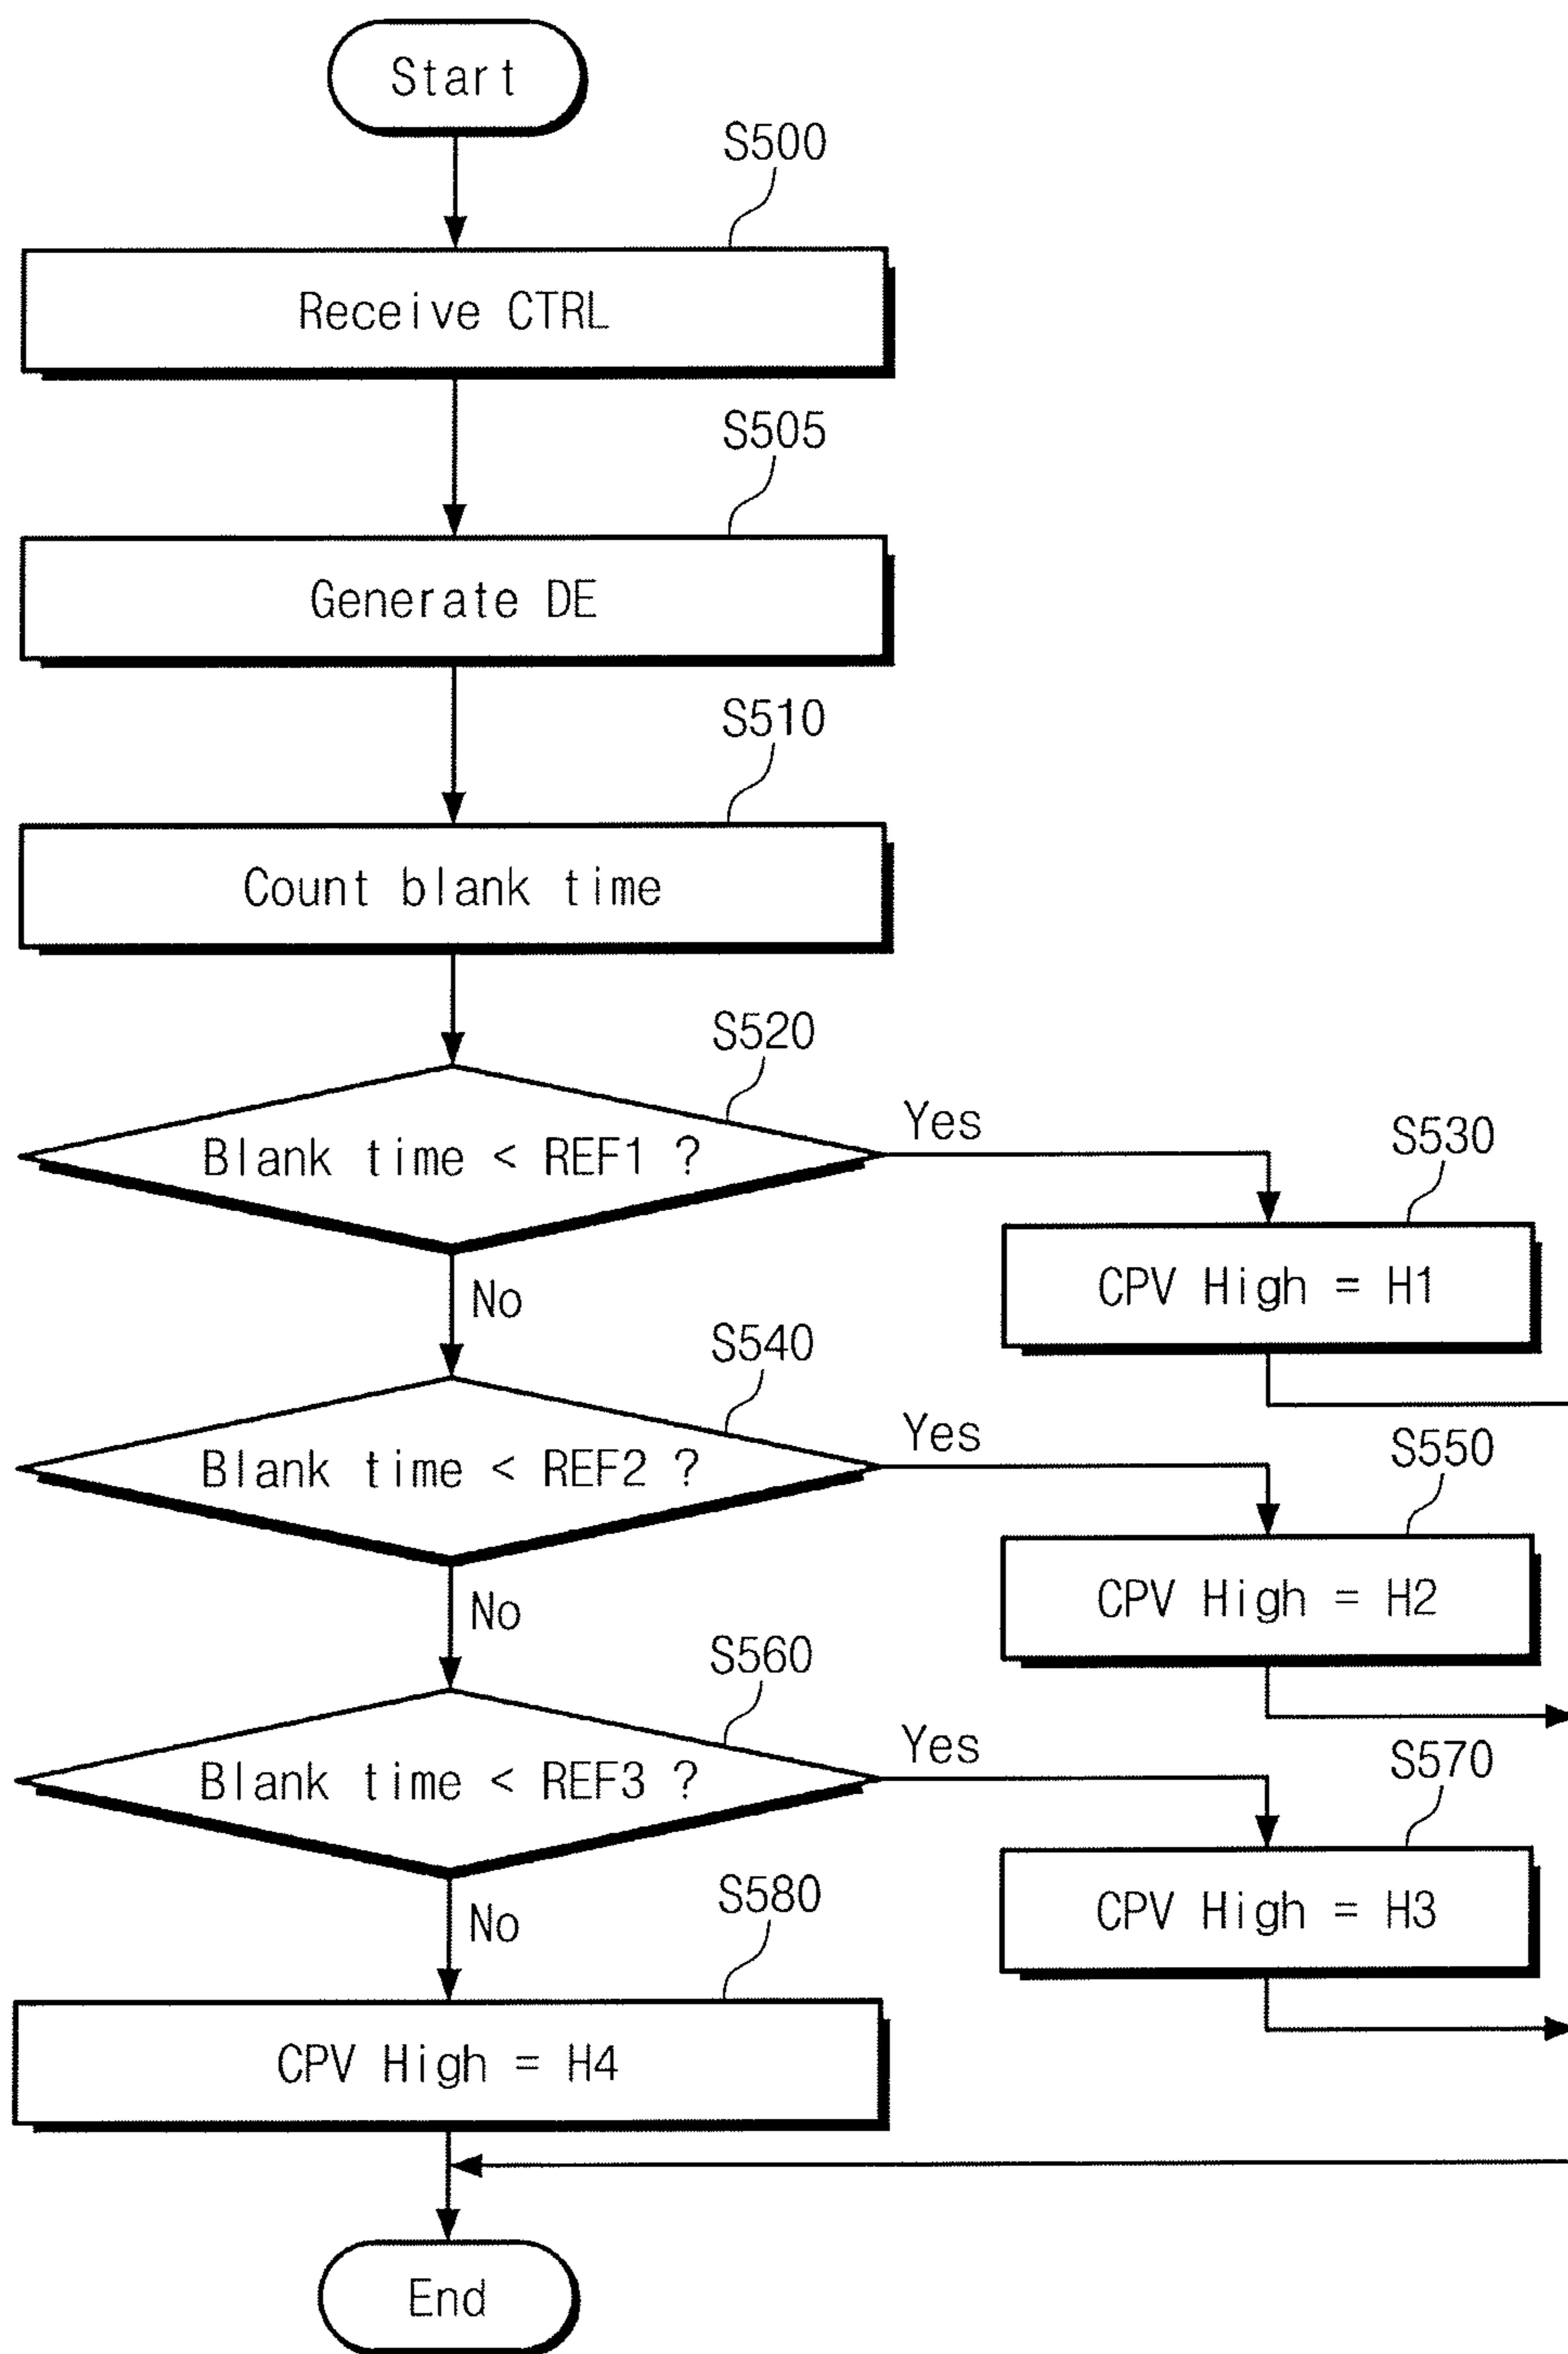 Start
S500
Receive CTRL
S505
Generate DE
S510
Count blank time
S520
Blank time < REF1 ?
Yes
S530
CPV High = H1
No
S540
Blank time < REF2 ?
Yes
S550
CPV High = H2
No
S560
Blank time < REF3 ?
Yes
S570
CPV High = H3
No
S580
CPV High = H4
End